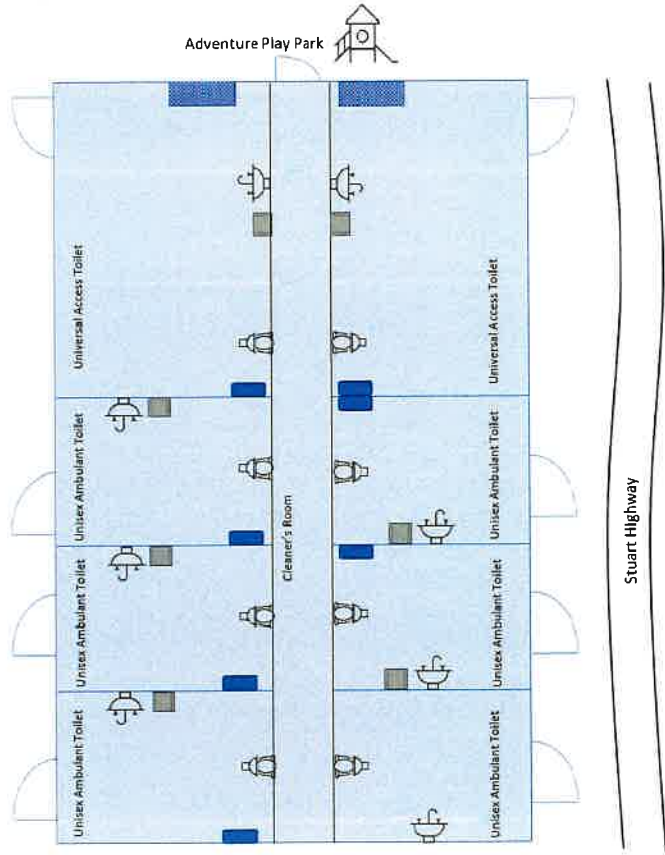 Adventure Play Park
Universal Access Toilet
Universal Access Toilet
Unisex Ambulant Toilet
Unisex Ambulant Toilet
Cleaner's Room
Stuart Highway
Unisex Ambulant Toilet
Unisex Ambulant Toilet
Unisex Ambulant Toilet
Unisex Ambulant Toilet